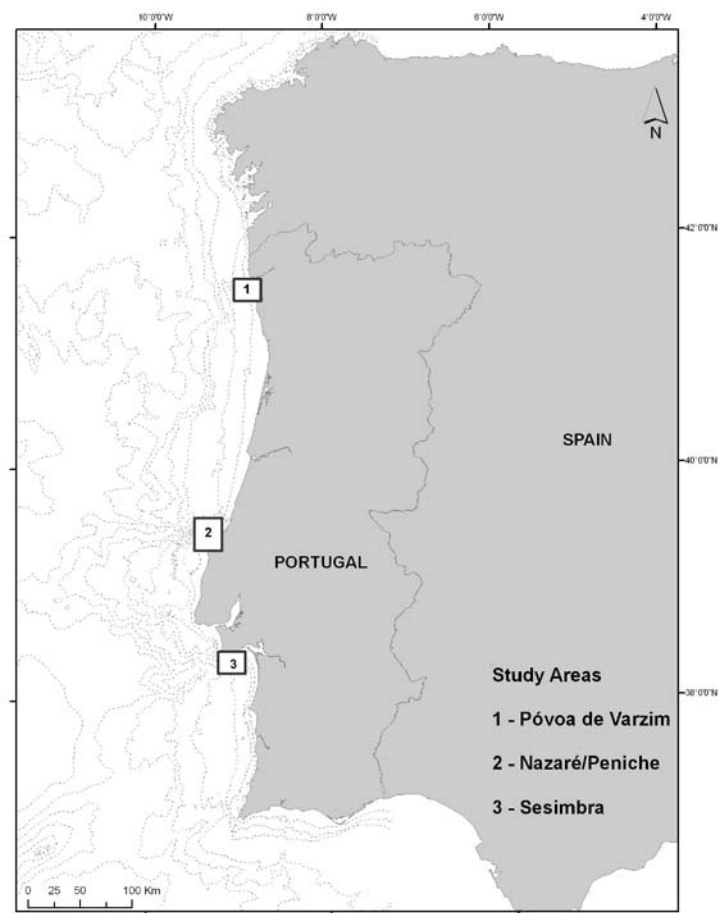 10°0'0"W 8°0'0"W 6°0'0"W 4°0'0"W
N
42°0'0"N
1
SPAIN
40°0'0"N
2
PORTUGAL
3
Study Areas
38°0'0"N
1 - Póvoa de Varzim
2 - Nazaré/Peniche
3 - Sesimbra
0 25 50 100 Km